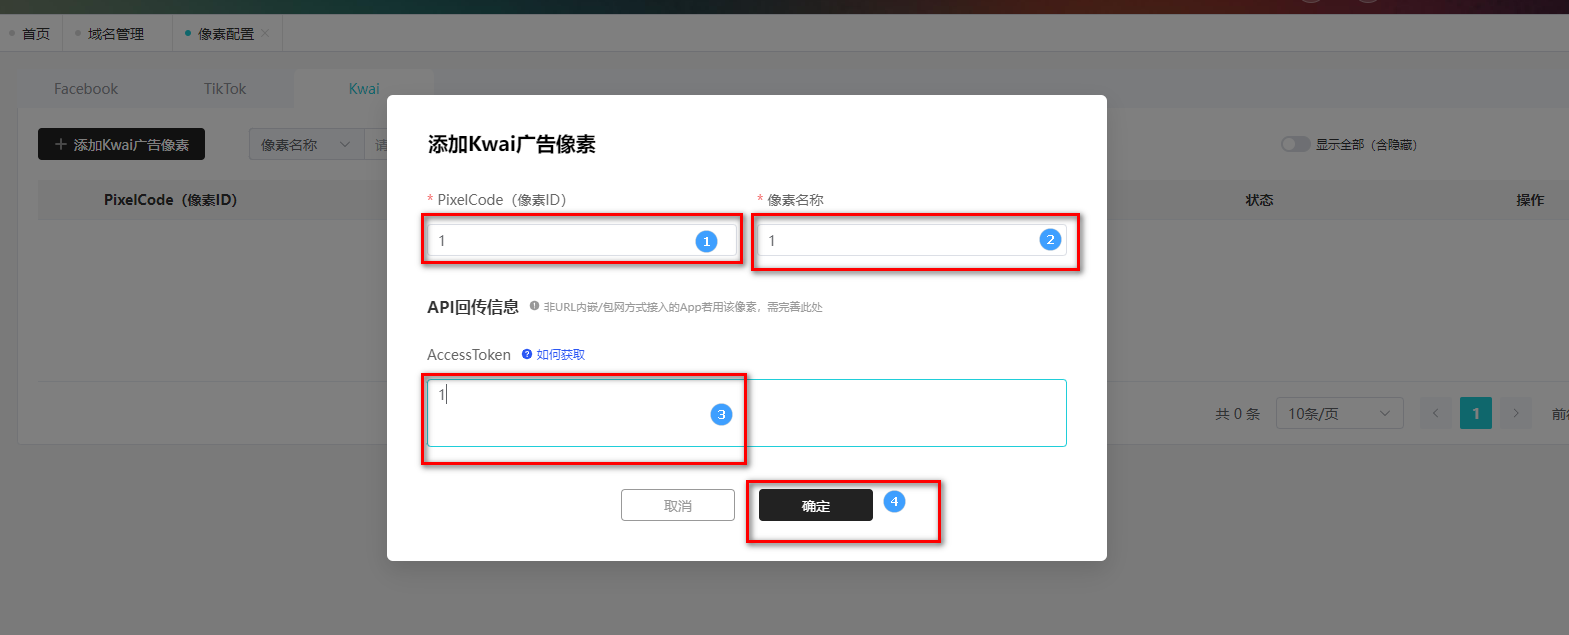 首页 域名管理 像素配置
Facebook TikTok Kwai
添加Kwai广告像素 像素名称 请 显示全部（含隐藏）
PixelCode（像素ID） 状态 操作
添加Kwai广告像素
* PixelCode（像素ID） * 像素名称
1 1 1 2
API回传信息 非URL内嵌/包网方式接入的App若用该像素，需完善此处
AccessToken 如何获取
1 3
共 0 条 10条/页 1 前往
取消 确定 4